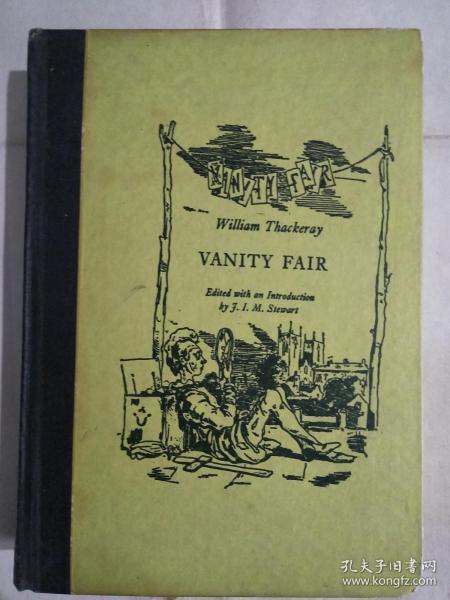 VANITY FAIR
William Thackeray
VANITY FAIR
Edited with an Introduction
by J. I. M. Stewart
孔夫子旧书网
www.kongfz.com